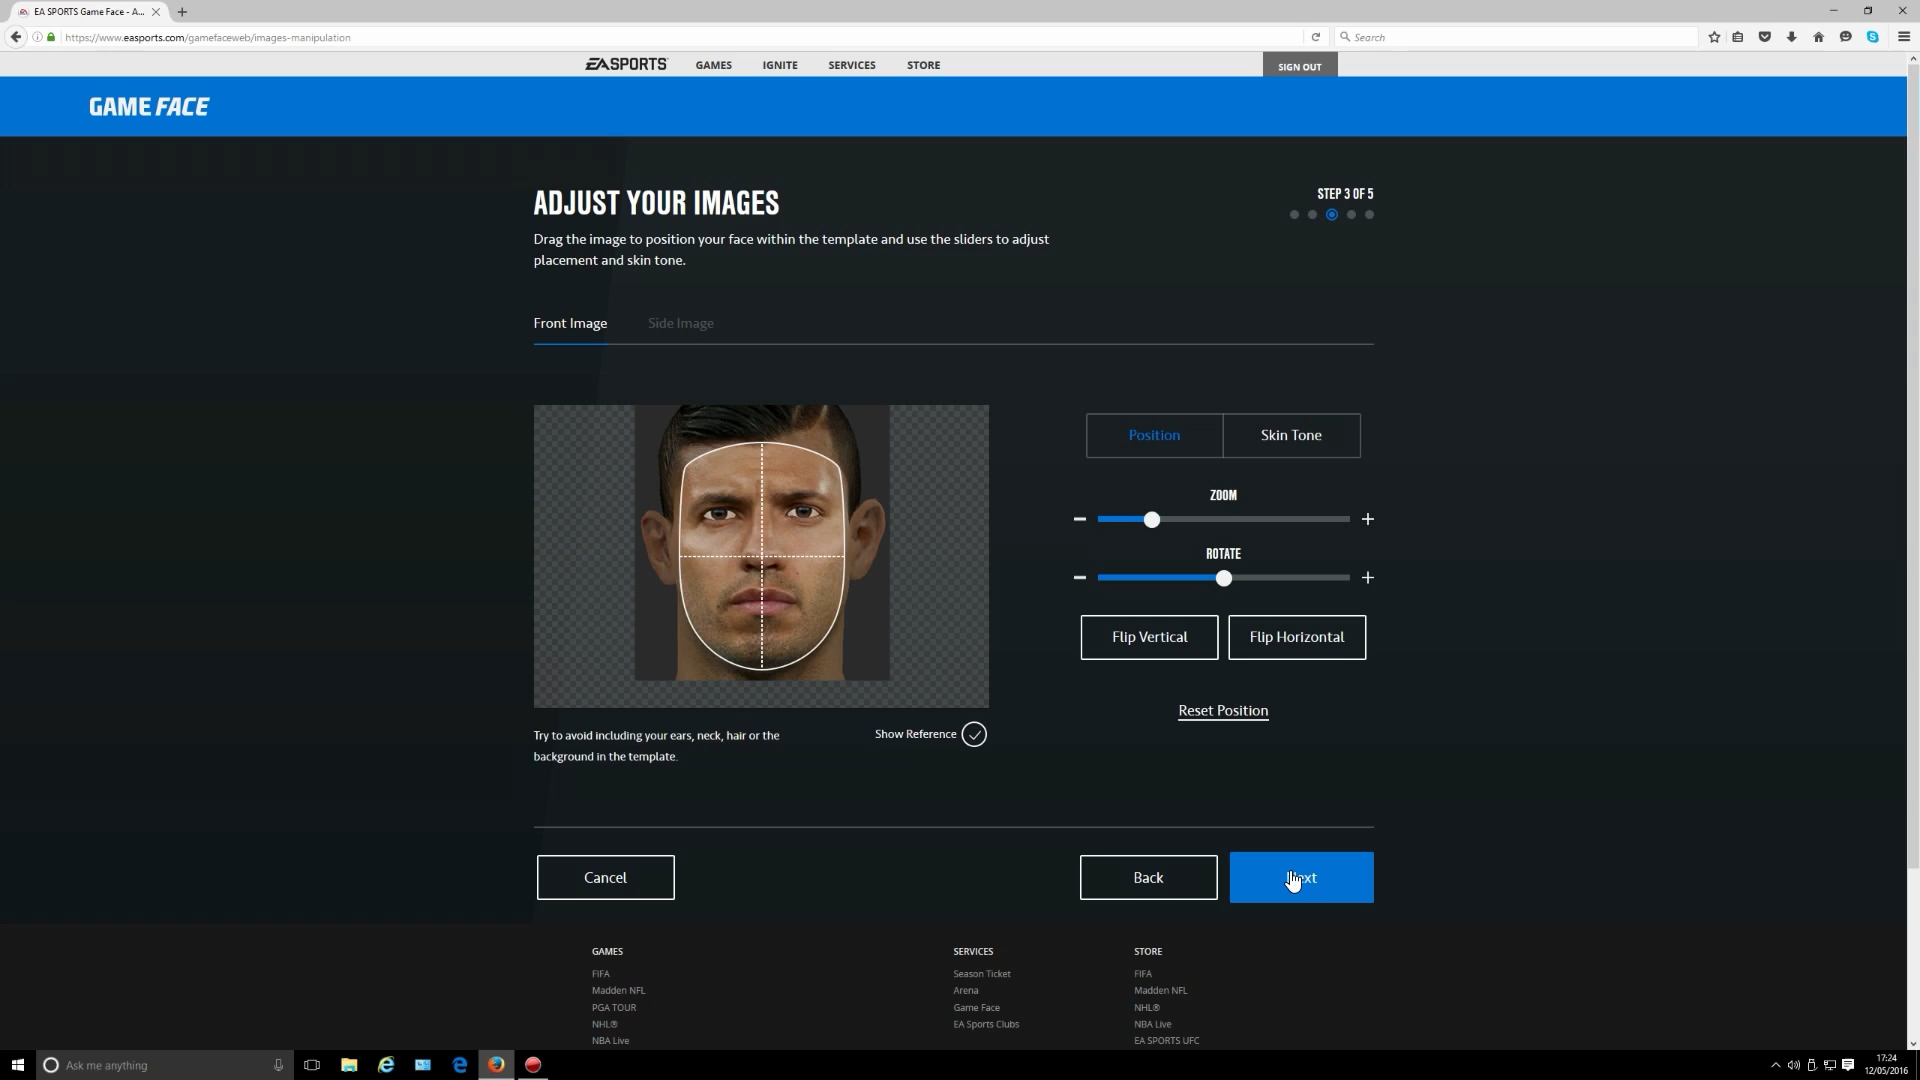 EA SPORTS Game Face - A...
https://www.easports.com/gamefaceweb/images-manipulation
Search
EA SPORTS
GAMES
IGNITE
SERVICES
STORE
SIGN OUT
GAME FACE
ADJUST YOUR IMAGES
STEP 3 OF 5
Drag the image to position your face within the template and use the sliders to adjust
placement and skin tone.
Front Image
Side Image
Position
Skin Tone
ZOOM
ROTATE
Flip Vertical
Flip Horizontal
Reset Position
Try to avoid including your ears, neck, hair or the
background in the template.
Show Reference
Cancel
Back
Next
GAMES
FIFA
Madden NFL
PGA TOUR
NHL®
NBA Live
SERVICES
Season Ticket
Arena
Game Face
EA Sports Clubs
STORE
FIFA
Madden NFL
NHL®
NBA Live
EA SPORTS UFC
Ask me anything
17:24
12/05/2016